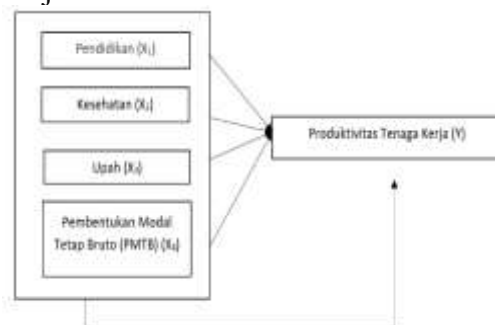 Pendidikan (X₁)
Kesehatan (X₂)
Upah (X₃)
Pembentukan Modal
Tetap Bruto (PMTB) (X₄)
Produktivitas Tenaga Kerja (Y)